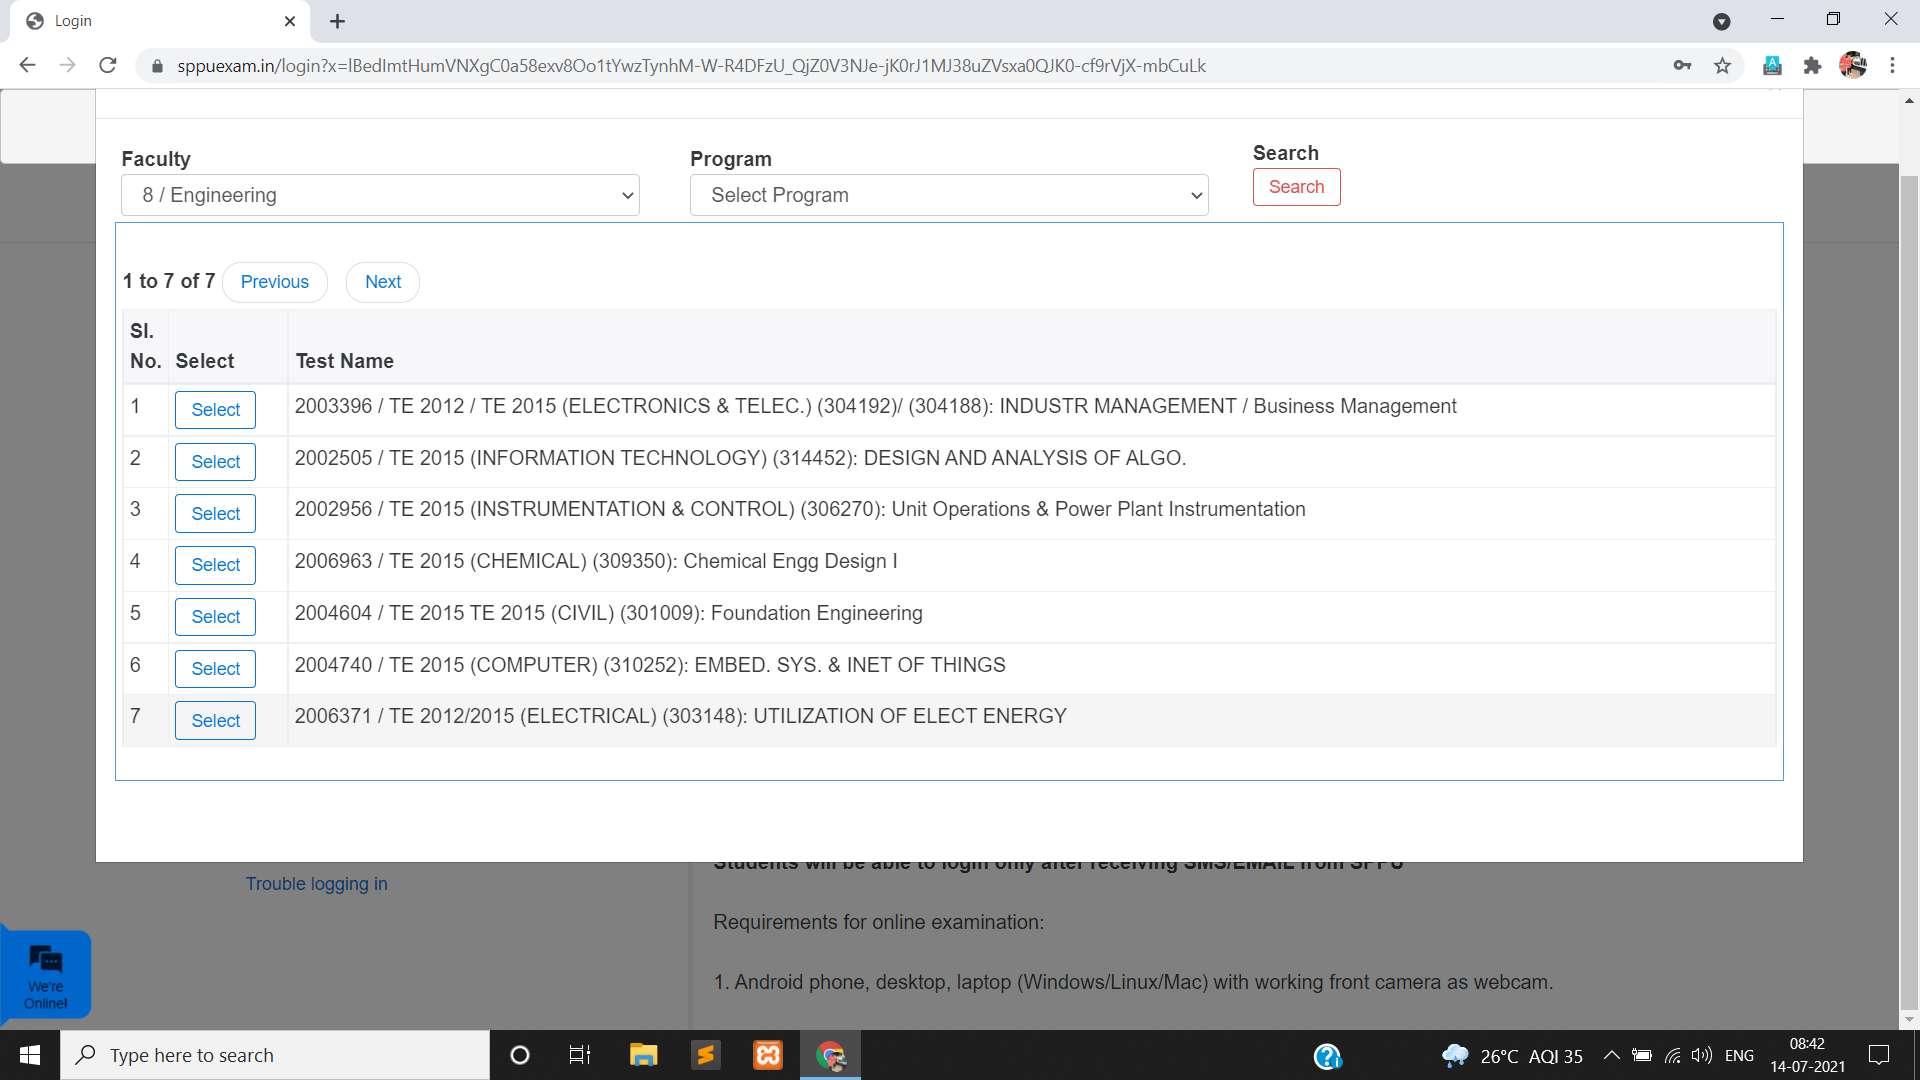 Login
sppuexam.in/login?x=lBedImtHumVNXgC0a58exv8Oo1tYwzTynhM-W-R4DFzU_QjZ0V3NJe-jK0rJ1MJ38uZVsxa0QJK0-cf9rVjX-mbCuLk
Faculty
Program
Search
8 / Engineering
Select Program
Search
1 to 7 of 7 Previous Next
Sl. No. Select Test Name
1 Select 2003396 / TE 2012 / TE 2015 (ELECTRONICS & TELEC.) (304192)/ (304188): INDUSTR MANAGEMENT / Business Management
2 Select 2002505 / TE 2015 (INFORMATION TECHNOLOGY) (314452): DESIGN AND ANALYSIS OF ALGO.
3 Select 2002956 / TE 2015 (INSTRUMENTATION & CONTROL) (306270): Unit Operations & Power Plant Instrumentation
4 Select 2006963 / TE 2015 (CHEMICAL) (309350): Chemical Engg Design I
5 Select 2004604 / TE 2015 TE 2015 (CIVIL) (301009): Foundation Engineering
6 Select 2004740 / TE 2015 (COMPUTER) (310252): EMBED. SYS. & INET OF THINGS
7 Select 2006371 / TE 2012/2015 (ELECTRICAL) (303148): UTILIZATION OF ELECT ENERGY
Students will be able to login only after receiving SMS/EMAIL from SPPU
Trouble logging in
Requirements for online examination:
1. Android phone, desktop, laptop (Windows/Linux/Mac) with working front camera as webcam.
We're
Online!
Type here to search
26°C AQI 35
ENG
08:42
14-07-2021